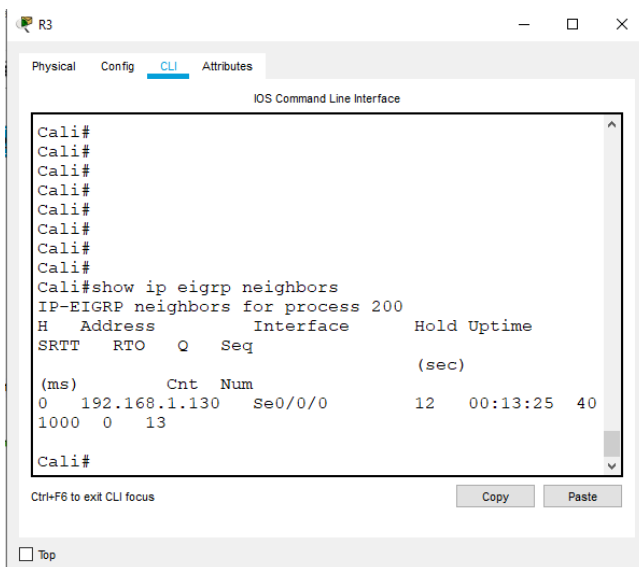 R3
Physical Config CLI Attributes
IOS Command Line Interface
Cali#
Cali#
Cali#
Cali#
Cali#
Cali#
Cali#
Cali#
Cali#show ip eigrp neighbors
IP-EIGRP neighbors for process 200
H   Address         Interface      Hold Uptime
SRTT   RTO   Q   Seq
(sec)
(ms)        Cnt  Num
0   192.168.1.130   Se0/0/0        12   00:13:25  40
1000  0   13
Cali#
Ctrl+F6 to exit CLI focus
Copy Paste
Top